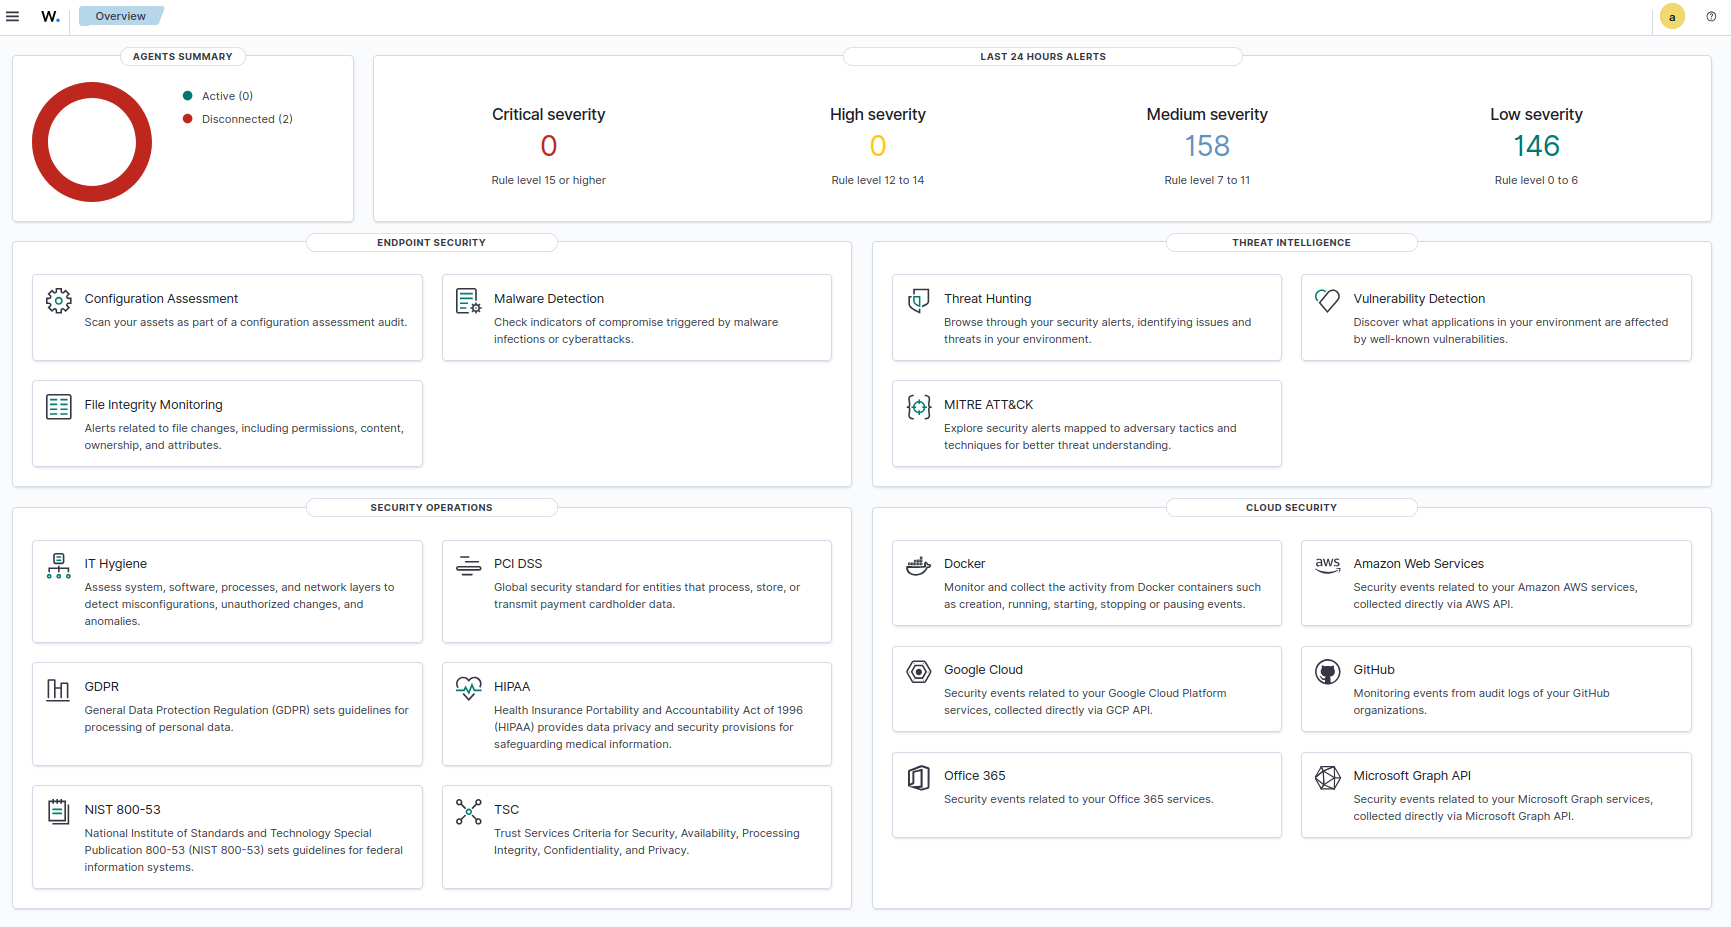 W.
Overview
a
AGENTS SUMMARY
Active (0)
Disconnected (2)
LAST 24 HOURS ALERTS
Critical severity
0
Rule level 15 or higher
High severity
0
Rule level 12 to 14
Medium severity
158
Rule level 7 to 11
Low severity
146
Rule level 0 to 6
ENDPOINT SECURITY
Configuration Assessment
Scan your assets as part of a configuration assessment audit.
Malware Detection
Check indicators of compromise triggered by malware
infections or cyberattacks.
File Integrity Monitoring
Alerts related to file changes, including permissions, content,
ownership, and attributes.
THREAT INTELLIGENCE
Threat Hunting
Browse through your security alerts, identifying issues and
threats in your environment.
Vulnerability Detection
Discover what applications in your environment are affected
by well-known vulnerabilities.
MITRE ATT&CK
Explore security alerts mapped to adversary tactics and
techniques for better threat understanding.
SECURITY OPERATIONS
IT Hygiene
Assess system, software, processes, and network layers to
detect misconfigurations, unauthorized changes, and
anomalies.
PCI DSS
Global security standard for entities that process, store, or
transmit payment cardholder data.
GDPR
General Data Protection Regulation (GDPR) sets guidelines for
processing of personal data.
HIPAA
Health Insurance Portability and Accountability Act of 1996
(HIPAA) provides data privacy and security provisions for
safeguarding medical information.
NIST 800-53
National Institute of Standards and Technology Special
Publication 800-53 (NIST 800-53) sets guidelines for federal
information systems.
TSC
Trust Services Criteria for Security, Availability, Processing
Integrity, Confidentiality, and Privacy.
CLOUD SECURITY
Docker
Monitor and collect the activity from Docker containers such
as creation, running, starting, stopping or pausing events.
aws
Amazon Web Services
Security events related to your Amazon AWS services,
collected directly via AWS API.
Google Cloud
Security events related to your Google Cloud Platform
services, collected directly via GCP API.
GitHub
Monitoring events from audit logs of your GitHub
organizations.
Office 365
Security events related to your Office 365 services.
Microsoft Graph API
Security events related to your Microsoft Graph services,
collected directly via Microsoft Graph API.